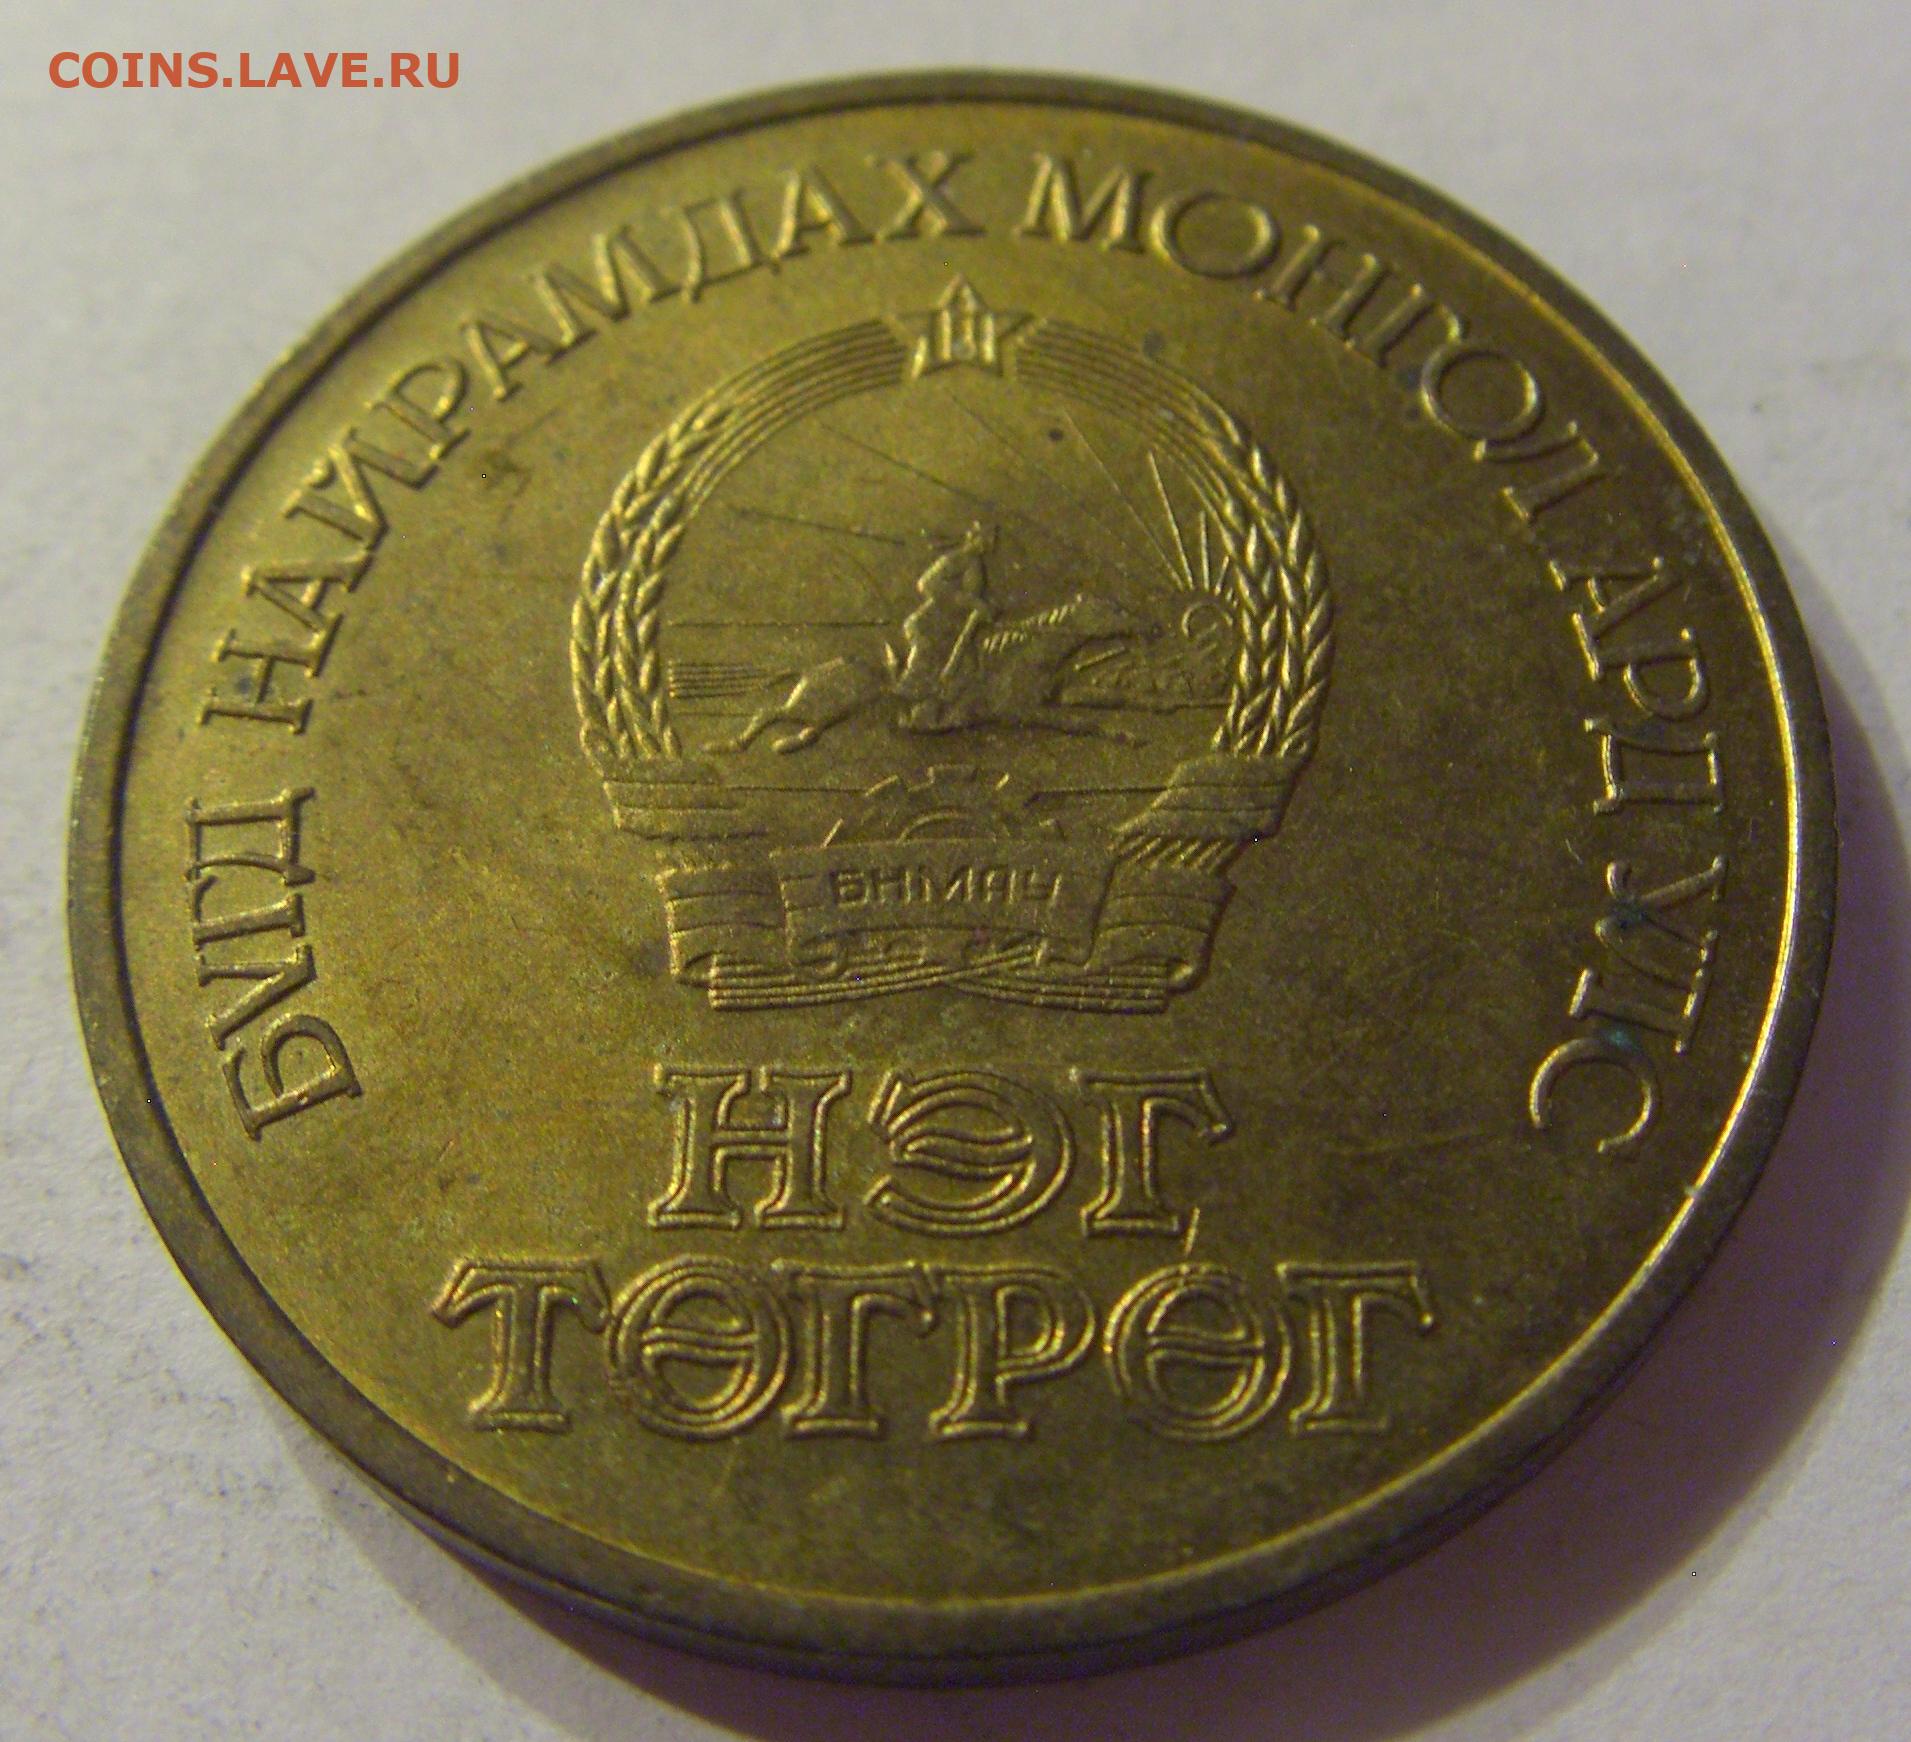 COINS.LAVE.RU
БҮГД НАЙРАМДАХ МОНГОЛ АРД УЛС
БНМАУ
НЭГ
ТӨГРӨГ